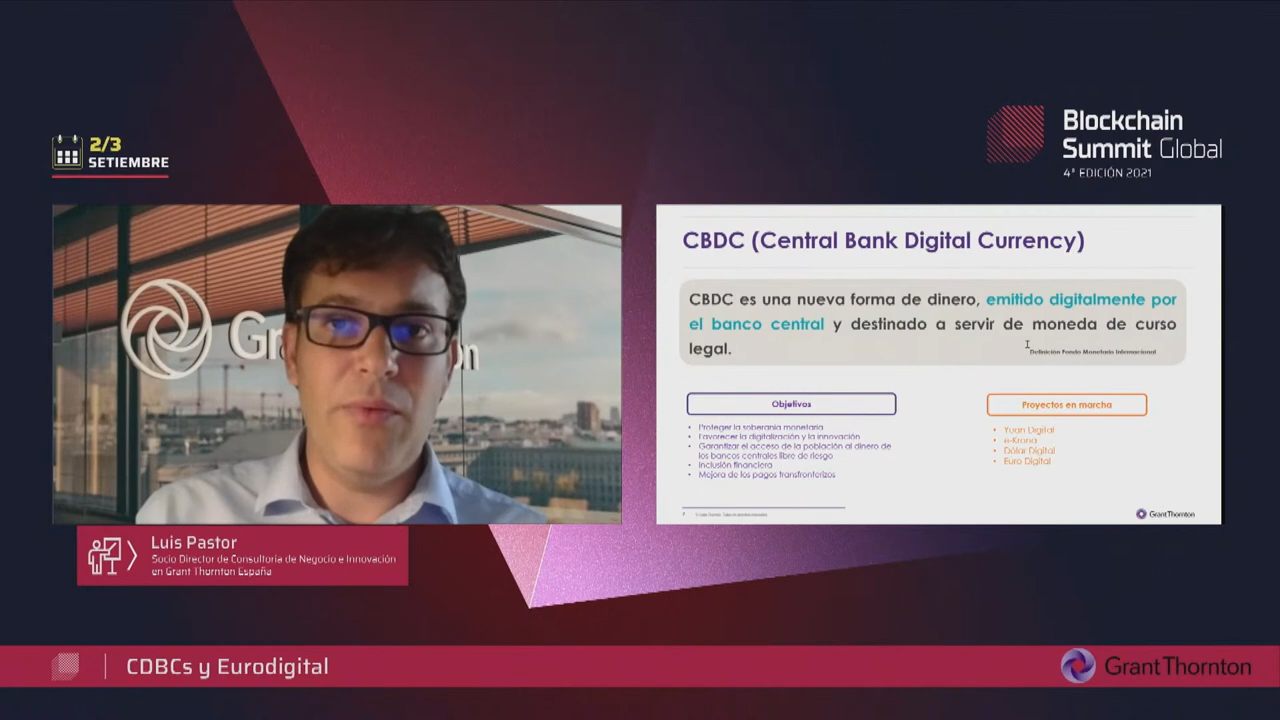 2/3
SETIEMBRE
Blockchain
Summit Global
4ª EDICIÓN 2021
Gr
on
CBDC (Central Bank Digital Currency)
CBDC es una nueva forma de dinero, emitido digitalmente por
el banco central y destinado a servir de moneda de curso
legal.
Definición Fondo Monetario Internacional
Objetivos
• Proteger la soberanía monetaria
• Favorecer la digitalización y la innovación
• Garantizar el acceso de la población al dinero de
los bancos centrales libre de riesgo
• Inclusión financiera
• Mejora de los pagos transfronterizos
Proyectos en marcha
• Yuan Digital
• e-Krona
• Dólar Digital
• Euro Digital
GrantThornton
Luis Pastor
Socio Director de Consultoría de Negocio e Innovación
en Grant Thornton España
CDBCs y Eurodigital
GrantThornton